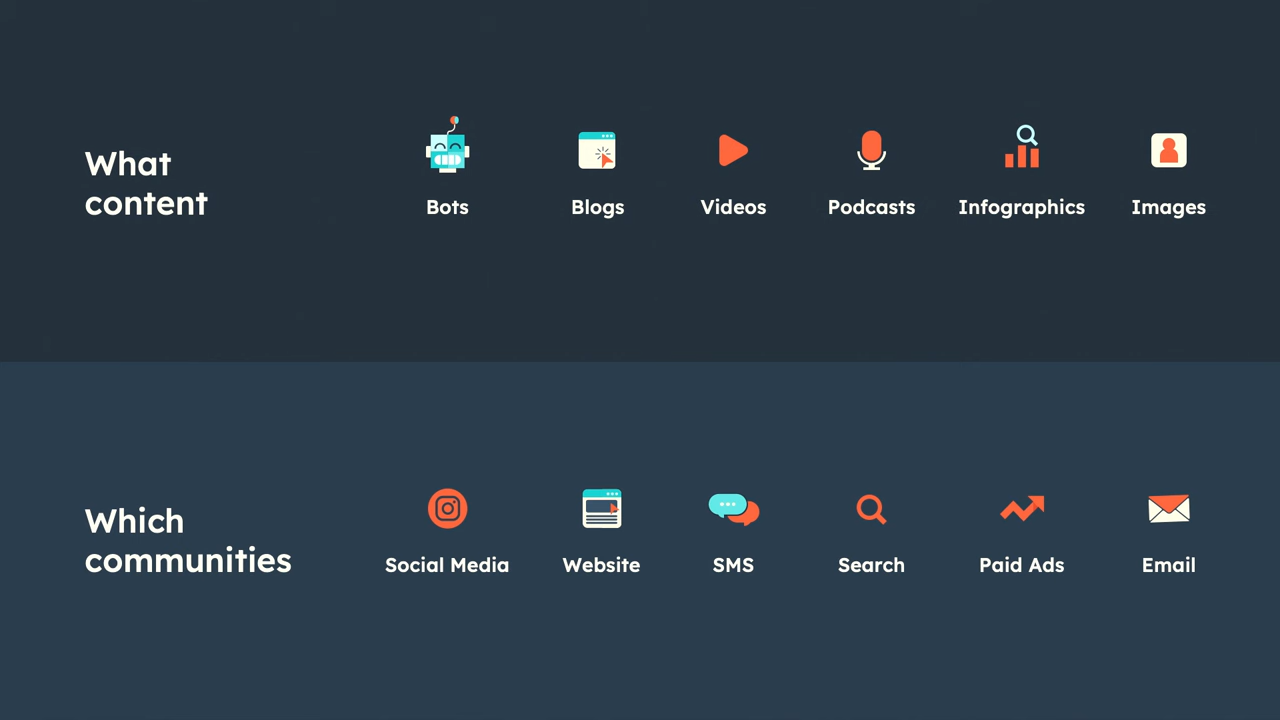 What
content
Bots
Blogs
Videos
Podcasts
Infographics
Images
Which
communities
Social Media
Website
SMS
Search
Paid Ads
Email